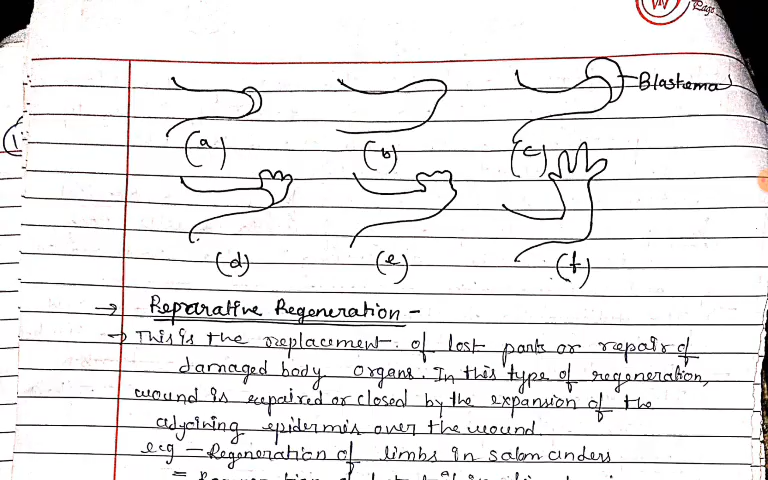 Page
Blastema
(a)
(b)
(c)
(d)
(e)
(f)
→ Reparative Regeneration -
→ This is the replacement of lost parts or repair of
damaged body organs. In this type of regeneration,
wound is repaired or closed by the expansion of the
adjoining epidermis over the wound.
e.g - Regeneration of limbs in salamanders